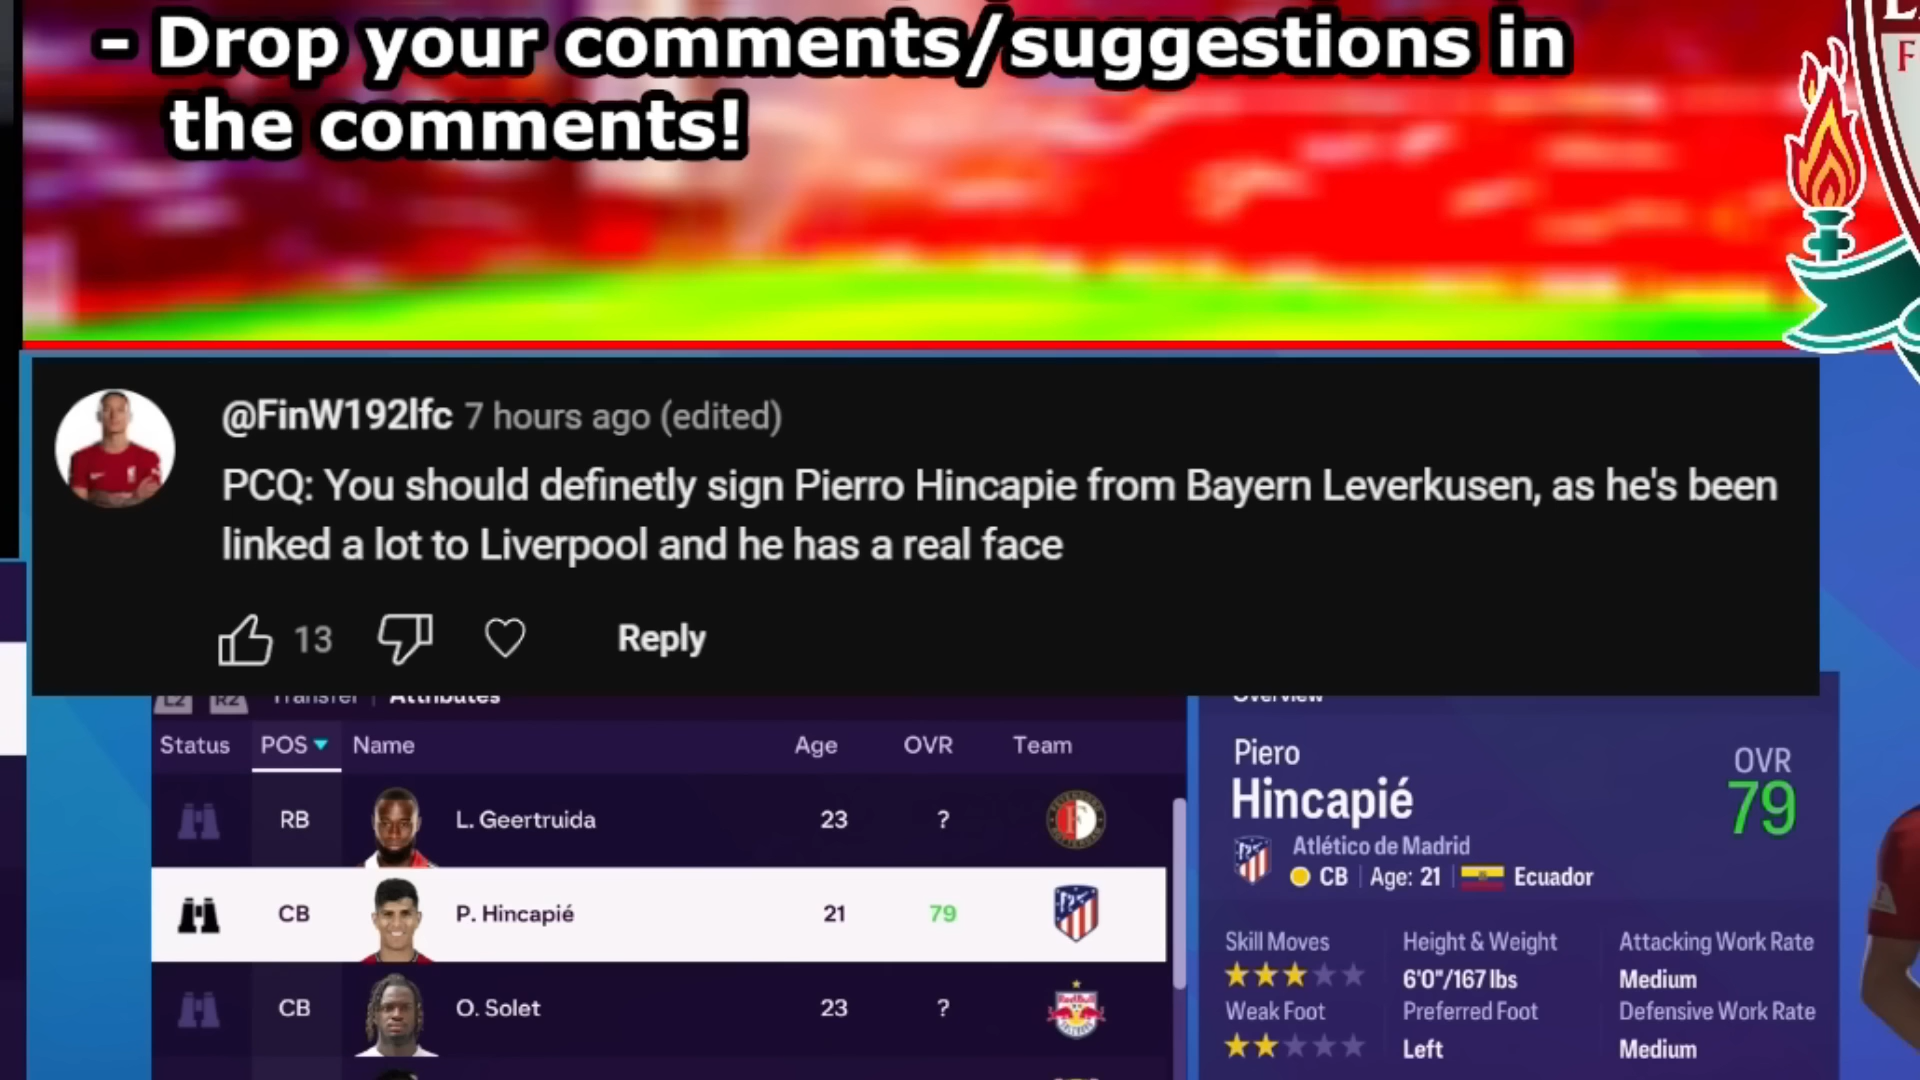 - Drop your comments/suggestions in
the comments!
@FinW192lfc 7 hours ago (edited)
PCQ: You should definetly sign Pierro Hincapie from Bayern Leverkusen, as he's been
linked a lot to Liverpool and he has a real face
13 Reply
L2 R2 Transfer | Attributes
Status POS Name Age OVR Team
RB L. Geertruida 23 ?
CB P. Hincapié 21 79
CB O. Solet 23 ?
Overview
Piero
Hincapié
OVR
79
Atlético de Madrid
CB | Age: 21 | Ecuador
Skill Moves Height & Weight Attacking Work Rate
6'0"/167 lbs Medium
Weak Foot Preferred Foot Defensive Work Rate
Left Medium